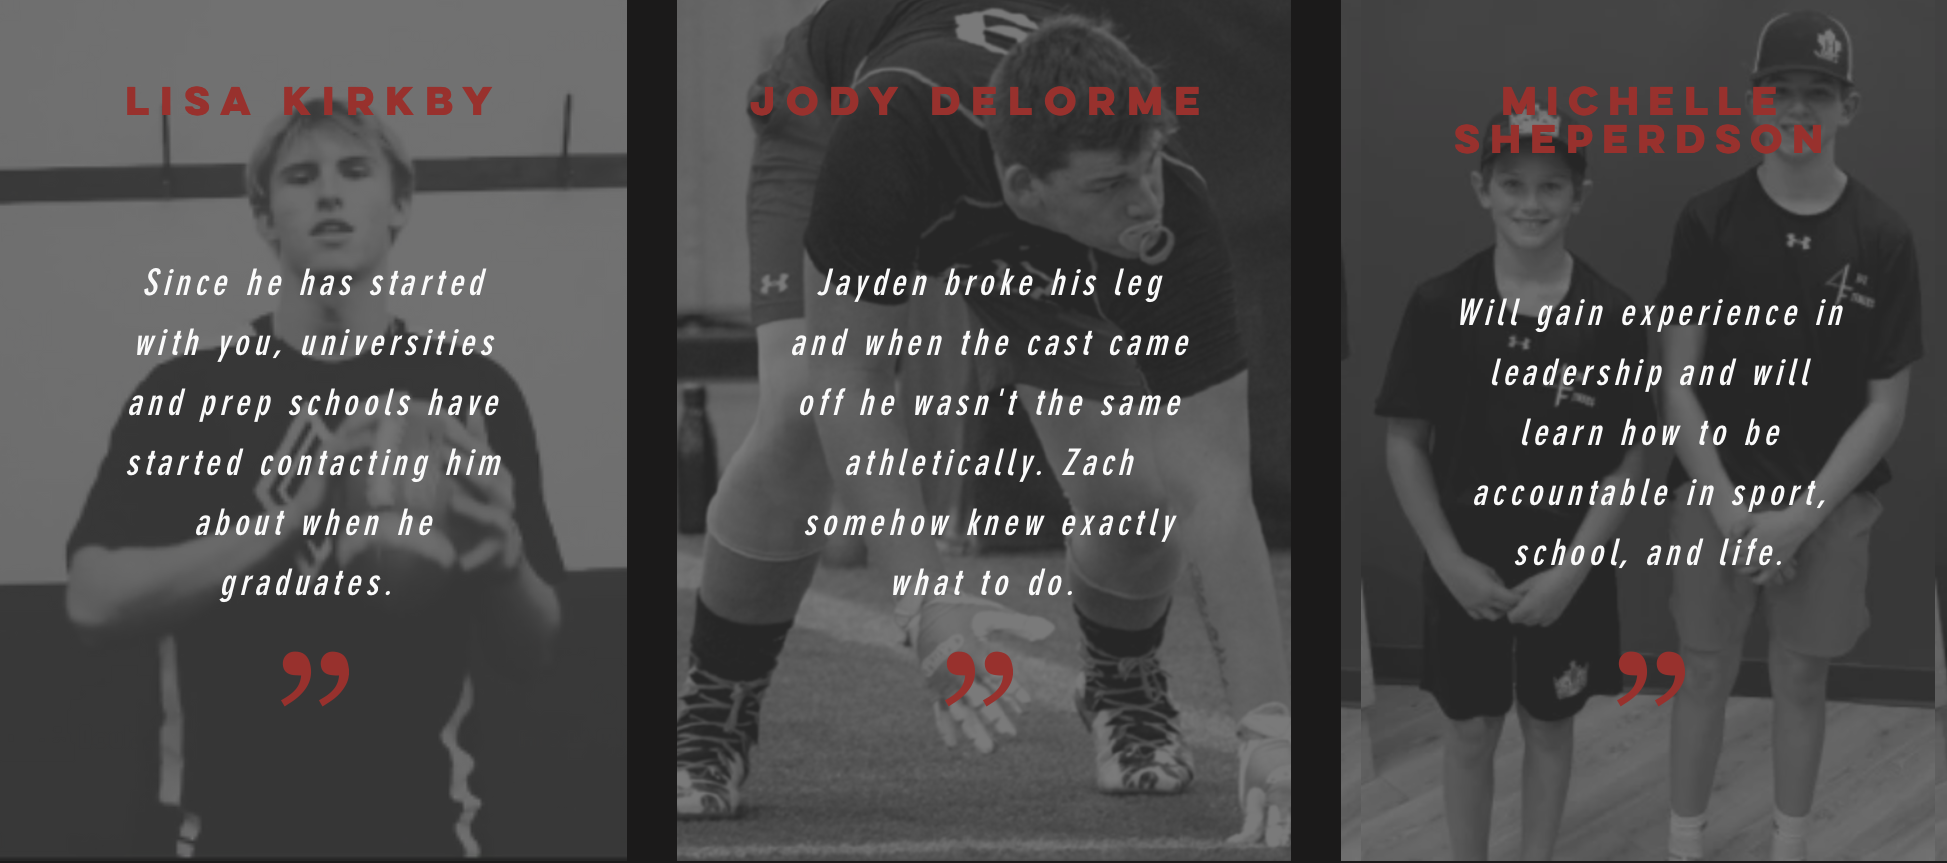 LISA KIRKBY
Since he has started
with you, universities
and prep schools have
started contacting him
about when he
graduates.
”
JODY DELORME
Jayden broke his leg
and when the cast came
off he wasn't the same
athletically. Zach
somehow knew exactly
what to do.
”
MICHELLE
SHEPERDSON
Will gain experience in
leadership and will
learn how to be
accountable in sport,
school, and life.
”